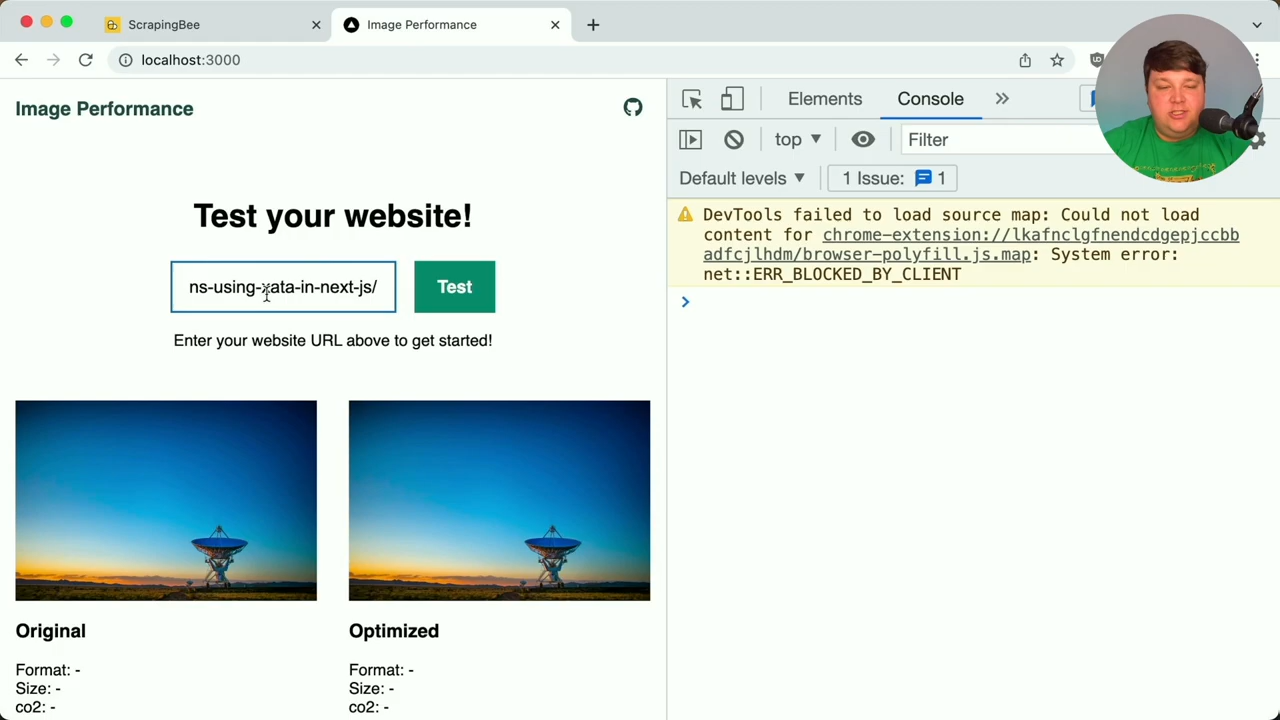 ScrapingBee
Image Performance
localhost:3000
Image Performance
Test your website!
ns-using-xata-in-next-js/
Test
Enter your website URL above to get started!
Original
Format: -
Size: -
co2: -
Optimized
Format: -
Size: -
co2: -
Elements
Console
top
Filter
Default levels
1 Issue:
1
DevTools failed to load source map: Could not load
content for chrome-extension://lkafnclgfnendcdgepjccbb
adfcjlhdm/browser-polyfill.js.map: System error:
net::ERR_BLOCKED_BY_CLIENT